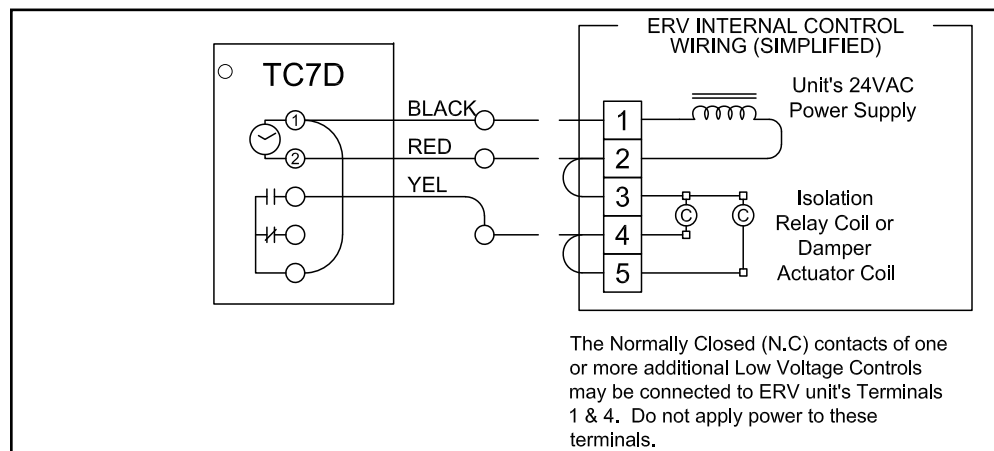 TC7D
1
2
BLACK
RED
YEL
ERV INTERNAL CONTROL
WIRING (SIMPLIFIED)
1
2
3
4
5
Unit's 24VAC
Power Supply
C
C
Isolation
Relay Coil or
Damper
Actuator Coil
The Normally Closed (N.C) contacts of one
or more additional Low Voltage Controls
may be connected to ERV unit's Terminals
1 & 4.  Do not apply power to these
terminals.